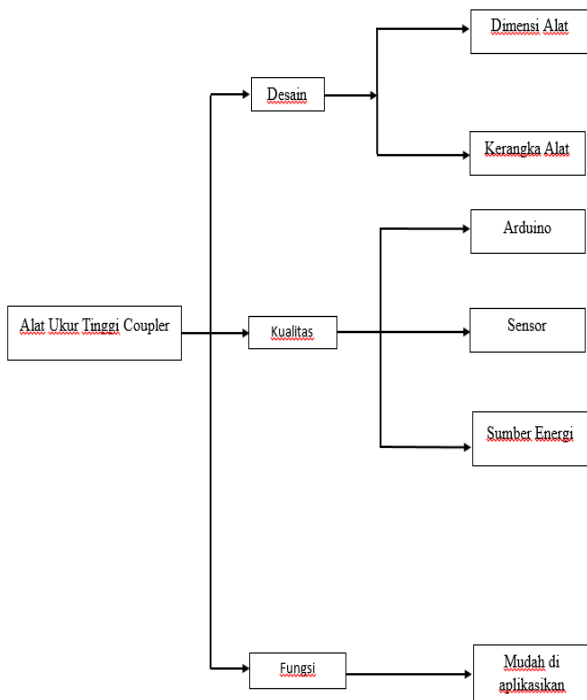 Alat Ukur Tinggi Coupler
Desain
Dimensi Alat
Kerangka Alat
Kualitas
Arduino
Sensor
Sumber Energi
Fungsi
Mudah di
aplikasikan